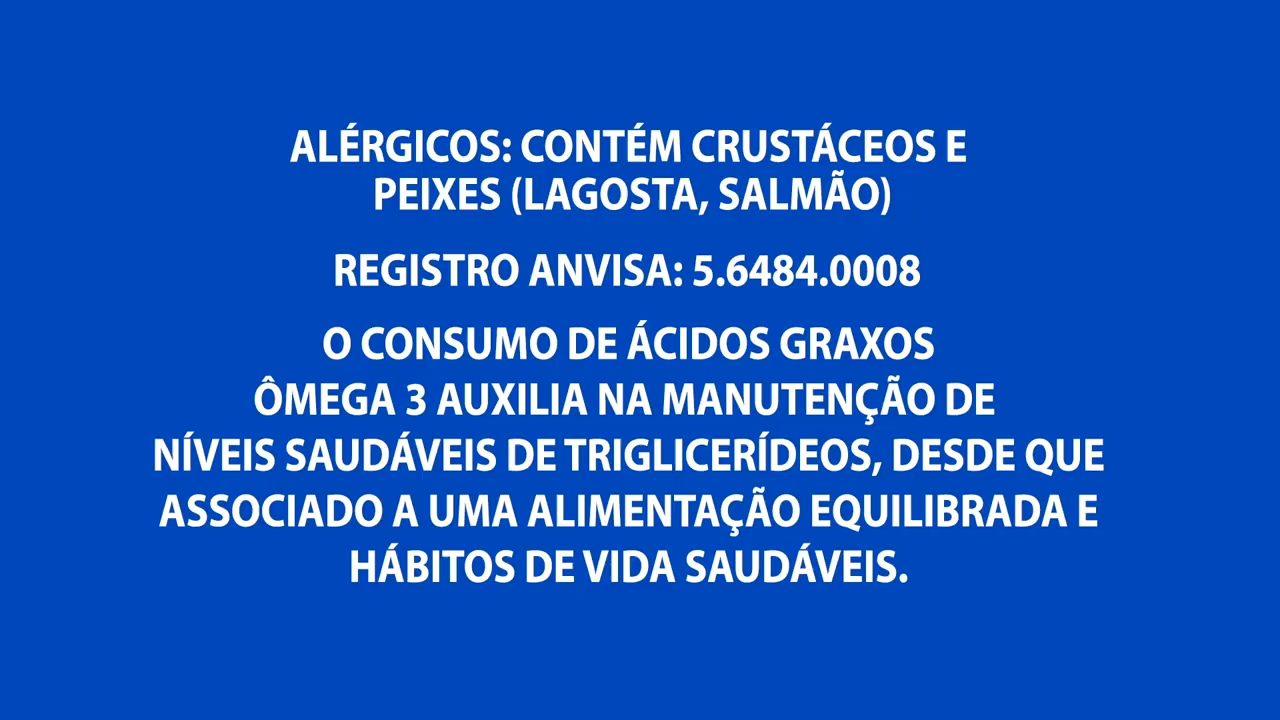 ALÉRGICOS: CONTÉM CRUSTÁCEOS E
PEIXES (LAGOSTA, SALMÃO)
REGISTRO ANVISA: 5.6484.0008
O CONSUMO DE ÁCIDOS GRAXOS
ÔMEGA 3 AUXILIA NA MANUTENÇÃO DE
NÍVEIS SAUDÁVEIS DE TRIGLICERÍDEOS, DESDE QUE
ASSOCIADO A UMA ALIMENTAÇÃO EQUILIBRADA E
HÁBITOS DE VIDA SAUDÁVEIS.